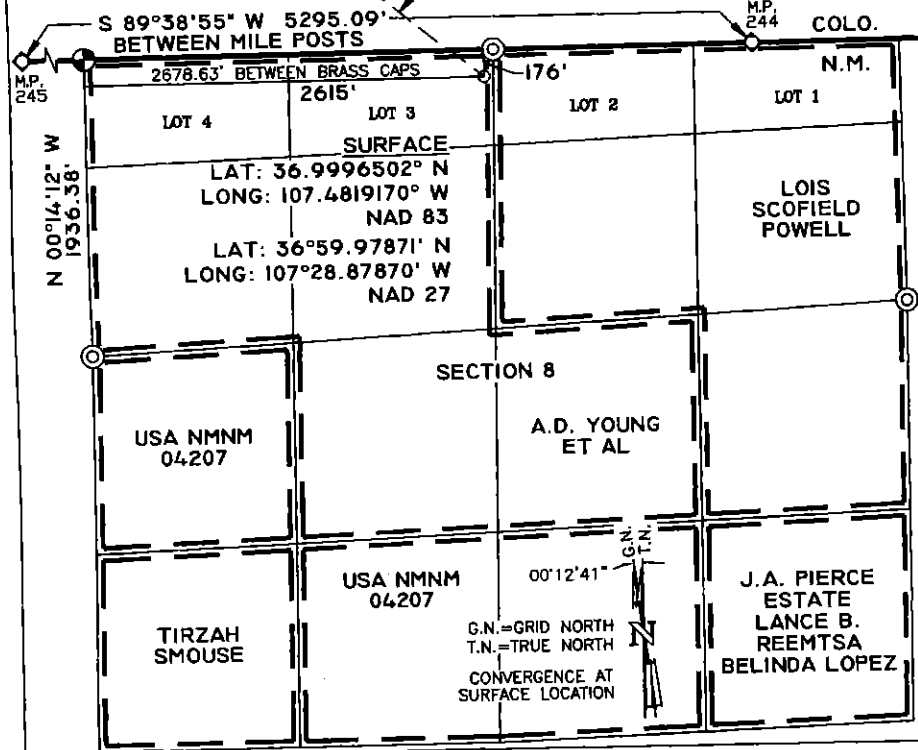 S 89°38'55" W 5295.09'
BETWEEN MILE POSTS
M.P.
244
COLO.
N.M.
M.P.
245
2678.63' BETWEEN BRASS CAPS
2615'
176'
LOT 4
LOT 3
LOT 2
LOT 1
N 00°14'12" W
1936.38'
SURFACE
LAT: 36.9996502° N
LONG: 107.4819170° W
NAD 83
LAT: 36°59.97871' N
LONG: 107°28.87870' W
NAD 27
LOIS
SCOFIELD
POWELL
SECTION 8
USA NMNM
04207
A.D. YOUNG
ET AL
TIRZAH
SMOUSE
USA NMNM
04207
G.N.
T.N.
00°12'41"
N
G.N.=GRID NORTH
T.N.=TRUE NORTH
CONVERGENCE AT
SURFACE LOCATION
J.A. PIERCE
ESTATE
LANCE B.
REEMTSA
BELINDA LOPEZ